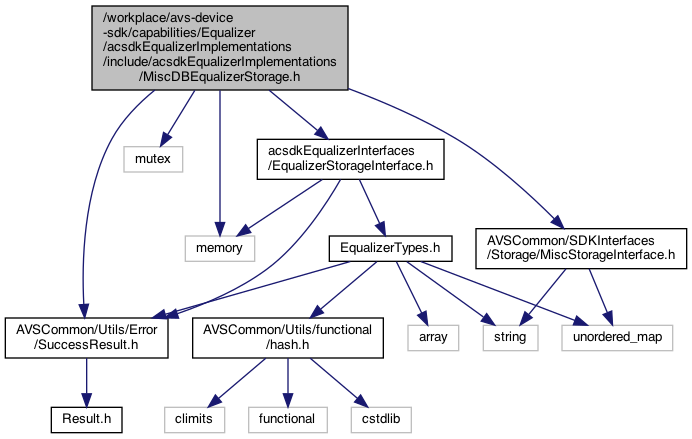 /workplace/avs-device
-sdk/capabilities/Equalizer
/acsdkEqualizerImplementations
/include/acsdkEqualizerImplementations
/MiscDBEqualizerStorage.h
mutex
acsdkEqualizerInterfaces
/EqualizerStorageInterface.h
memory
EqualizerTypes.h
AVSCommon/SDKInterfaces
/Storage/MiscStorageInterface.h
AVSCommon/Utils/Error
/SuccessResult.h
AVSCommon/Utils/functional
/hash.h
array
string
unordered_map
Result.h
climits
functional
cstdlib